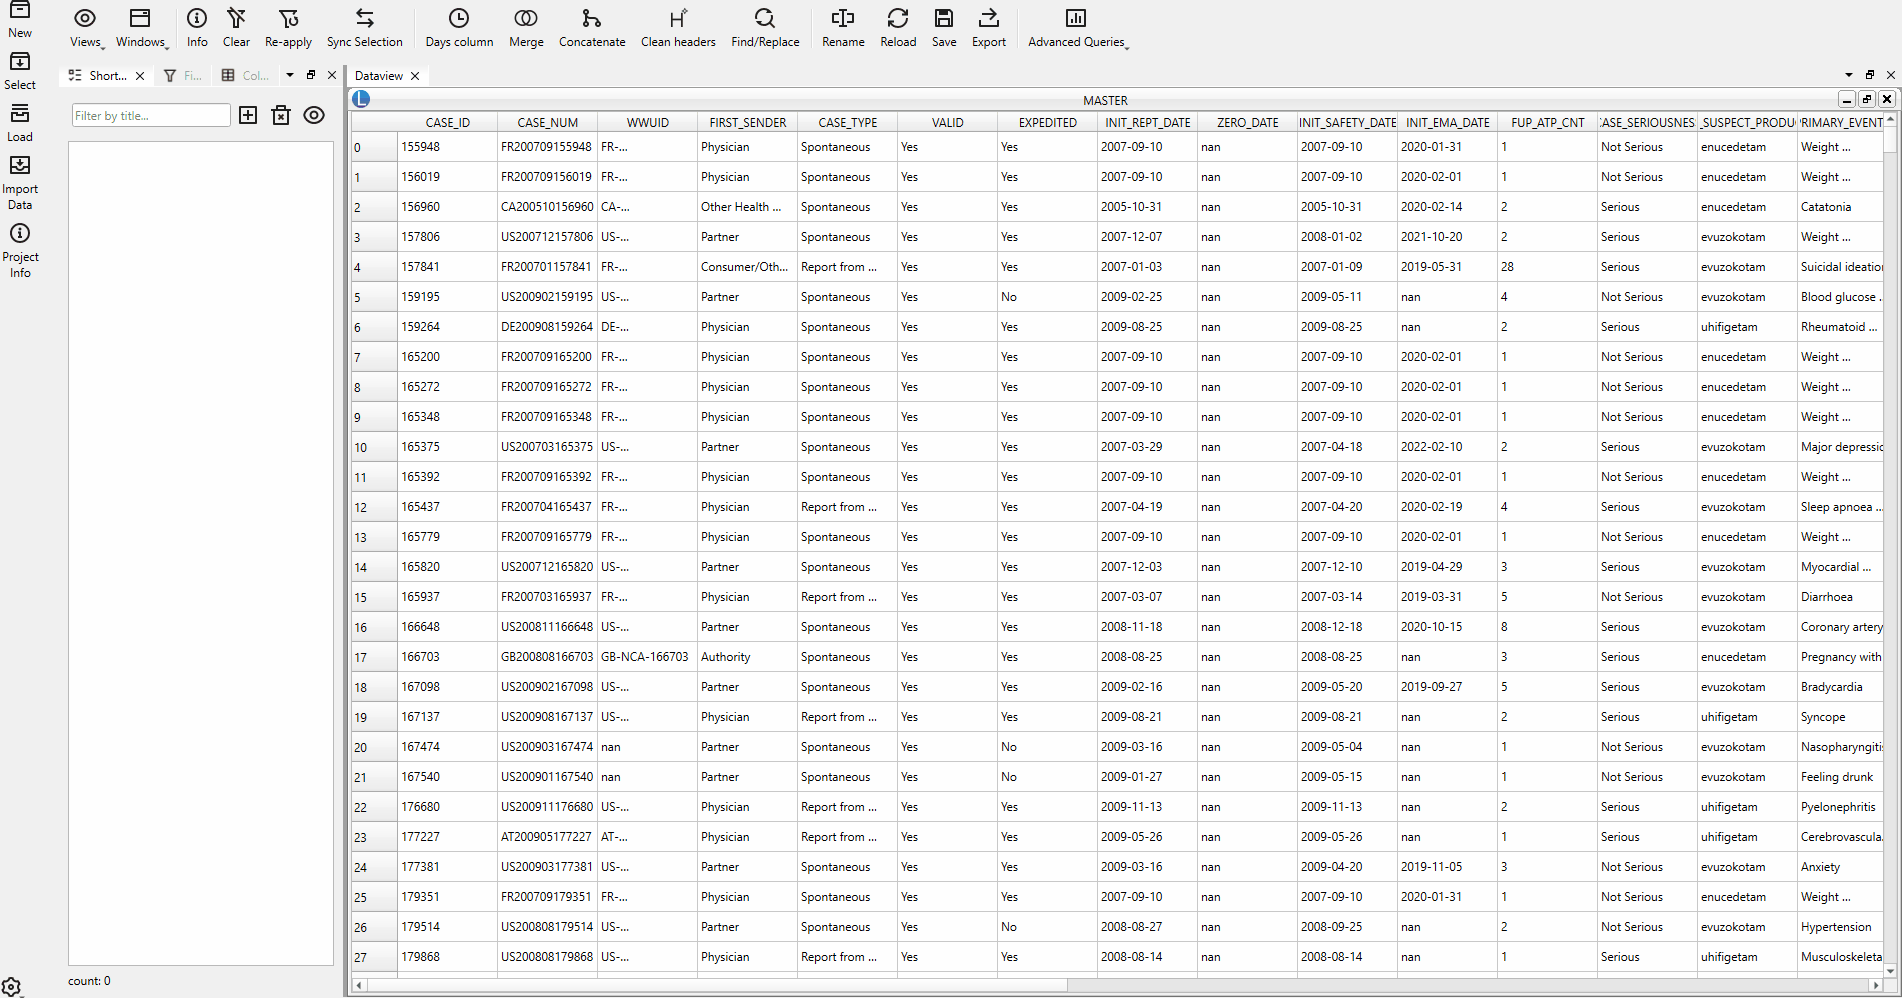 New
Select
Load
Import
Data
Project
Info
Views Windows Info Clear Re-apply Sync Selection Days column Merge Concatenate Clean headers Find/Replace Rename Reload Save Export Advanced Queries
Short... Fi... Col...
Filter by title...
count: 0
Dataview
MASTER
CASE_ID CASE_NUM WWUID FIRST_SENDER CASE_TYPE VALID EXPEDITED INIT_REPT_DATE ZERO_DATE INIT_SAFETY_DATE INIT_EMA_DATE FUP_ATP_CNT CASE_SERIOUSNES _SUSPECT_PRODU PRIMARY_EVENT
0 155948 FR200709155948 FR-... Physician Spontaneous Yes Yes 2007-09-10 nan 2007-09-10 2020-01-31 1 Not Serious enucedetam Weight ...
1 156019 FR200709156019 FR-... Physician Spontaneous Yes Yes 2007-09-10 nan 2007-09-10 2020-02-01 1 Not Serious enucedetam Weight ...
2 156960 CA200510156960 CA-... Other Health ... Spontaneous Yes Yes 2005-10-31 nan 2005-10-31 2020-02-14 2 Serious enucedetam Catatonia
3 157806 US200712157806 US-... Partner Spontaneous Yes Yes 2007-12-07 nan 2008-01-02 2021-10-20 2 Serious evuzokotam Weight ...
4 157841 FR200701157841 FR-... Consumer/Oth... Report from ... Yes Yes 2007-01-03 nan 2007-01-09 2019-05-31 28 Serious evuzokotam Suicidal ideation
5 159195 US200902159195 US-... Partner Spontaneous Yes No 2009-02-25 nan 2009-05-11 nan 4 Not Serious evuzokotam Blood glucose ..
6 159264 DE200908159264 DE-... Physician Spontaneous Yes Yes 2009-08-25 nan 2009-08-25 nan 2 Serious uhifigetam Rheumatoid ...
7 165200 FR200709165200 FR-... Physician Spontaneous Yes Yes 2007-09-10 nan 2007-09-10 2020-02-01 1 Not Serious enucedetam Weight ...
8 165272 FR200709165272 FR-... Physician Spontaneous Yes Yes 2007-09-10 nan 2007-09-10 2020-02-01 1 Not Serious enucedetam Weight ...
9 165348 FR200709165348 FR-... Physician Spontaneous Yes Yes 2007-09-10 nan 2007-09-10 2020-02-01 1 Not Serious enucedetam Weight ...
10 165375 US200703165375 US-... Partner Spontaneous Yes Yes 2007-03-29 nan 2007-04-18 2022-02-10 2 Serious evuzokotam Major depressio
11 165392 FR200709165392 FR-... Physician Spontaneous Yes Yes 2007-09-10 nan 2007-09-10 2020-02-01 1 Not Serious enucedetam Weight ...
12 165437 FR200704165437 FR-... Physician Report from ... Yes Yes 2007-04-19 nan 2007-04-20 2020-02-19 4 Serious evuzokotam Sleep apnoea ...
13 165779 FR200709165779 FR-... Physician Spontaneous Yes Yes 2007-09-10 nan 2007-09-10 2020-02-01 1 Not Serious enucedetam Weight ...
14 165820 US200712165820 US-... Partner Spontaneous Yes Yes 2007-12-03 nan 2007-12-10 2019-04-29 3 Serious evuzokotam Myocardial ...
15 165937 FR200703165937 FR-... Physician Report from ... Yes Yes 2007-03-07 nan 2007-03-14 2019-03-31 5 Not Serious evuzokotam Diarrhoea
16 166648 US200811166648 US-... Partner Spontaneous Yes Yes 2008-11-18 nan 2008-12-18 2020-10-15 8 Serious evuzokotam Coronary artery
17 166703 GB200808166703 GB-NCA-166703 Authority Spontaneous Yes Yes 2008-08-25 nan 2008-08-25 nan 3 Serious enucedetam Pregnancy with
18 167098 US200902167098 US-... Partner Spontaneous Yes Yes 2009-02-16 nan 2009-05-20 2019-09-27 5 Serious evuzokotam Bradycardia
19 167137 US200908167137 US-... Physician Report from ... Yes Yes 2009-08-21 nan 2009-08-21 nan 2 Serious uhifigetam Syncope
20 167474 US200903167474 nan Partner Spontaneous Yes No 2009-03-16 nan 2009-05-04 nan 1 Not Serious evuzokotam Nasopharyngitis
21 167540 US200901167540 nan Partner Spontaneous Yes No 2009-01-27 nan 2009-05-15 nan 1 Not Serious evuzokotam Feeling drunk
22 176680 US200911176680 US-... Physician Report from ... Yes Yes 2009-11-13 nan 2009-11-13 nan 2 Serious uhifigetam Pyelonephritis
23 177227 AT200905177227 AT-... Physician Report from ... Yes Yes 2009-05-26 nan 2009-05-26 nan 1 Serious uhifigetam Cerebrovascula.
24 177381 US200903177381 US-... Partner Spontaneous Yes Yes 2009-03-16 nan 2009-04-20 2019-11-05 3 Not Serious evuzokotam Anxiety
25 179351 FR200709179351 FR-... Physician Spontaneous Yes Yes 2007-09-10 nan 2007-09-10 2020-01-31 1 Not Serious enucedetam Weight ...
26 179514 US200808179514 US-... Partner Spontaneous Yes No 2008-08-27 nan 2008-09-25 nan 2 Not Serious evuzokotam Hypertension
27 179868 US200808179868 US-... Physician Report from ... Yes Yes 2008-08-14 nan 2008-08-14 nan 1 Serious uhifigetam Musculoskeleta